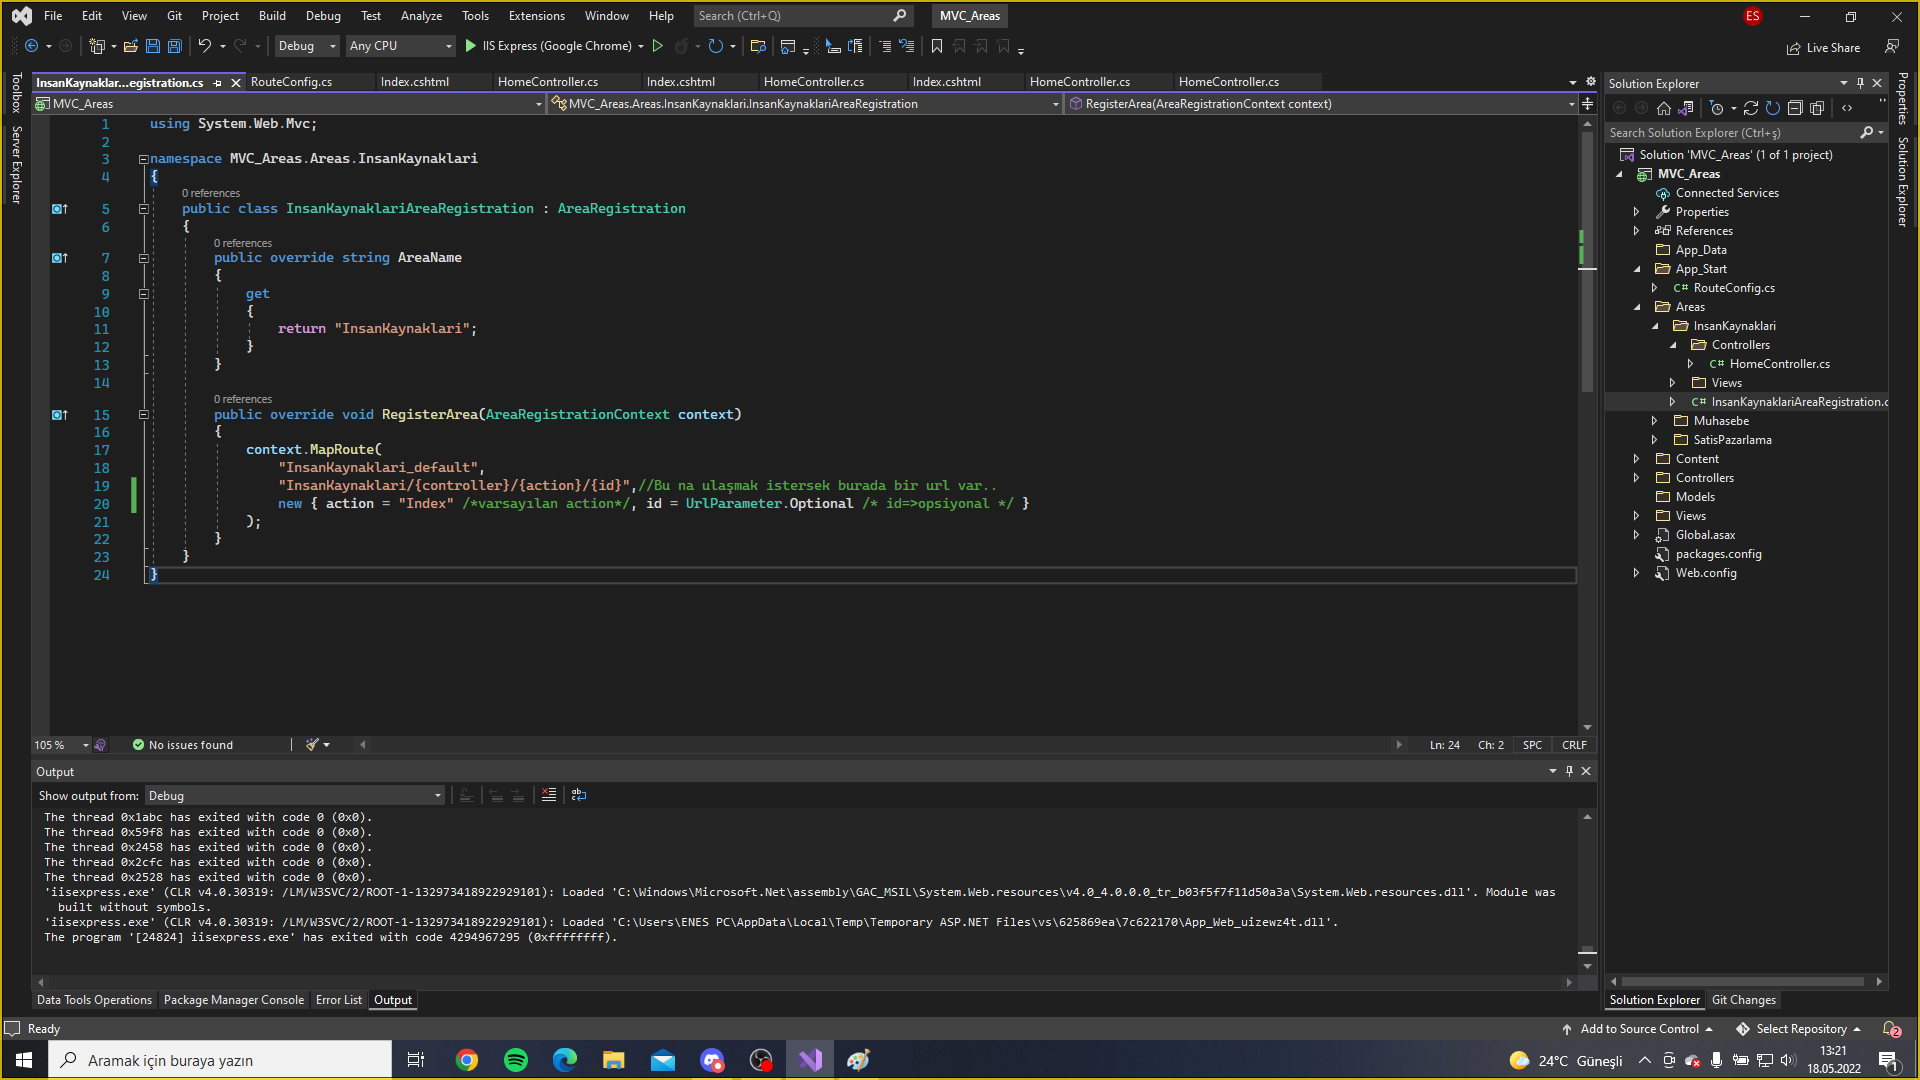 File Edit View Git Project Build Debug Test Analyze Tools Extensions Window Help Search (Ctrl+Q) MVC_Areas ES
Debug Any CPU IIS Express (Google Chrome) Live Share
InsanKaynaklar...egistration.cs RouteConfig.cs Index.cshtml HomeController.cs Index.cshtml HomeController.cs Index.cshtml HomeController.cs HomeController.cs
MVC_Areas MVC_Areas.Areas.InsanKaynaklari.InsanKaynaklariAreaRegistration RegisterArea(AreaRegistrationContext context)
Toolbox
Server Explorer
1 using System.Web.Mvc;
2
3 namespace MVC_Areas.Areas.InsanKaynaklari
4 {
0 references
5 public class InsanKaynaklariAreaRegistration : AreaRegistration
6 {
0 references
7 public override string AreaName
8 {
9 get
10 {
11 return "InsanKaynaklari";
12 }
13 }
14
0 references
15 public override void RegisterArea(AreaRegistrationContext context)
16 {
17 context.MapRoute(
18 "InsanKaynaklari_default",
19 "InsanKaynaklari/{controller}/{action}/{id}",//Bu na ulaşmak istersek burada bir url var..
20 new { action = "Index" /*varsayılan action*/, id = UrlParameter.Optional /* id=>opsiyonal */ }
21 );
22 }
23 }
24 }
105 % No issues found Ln: 24 Ch: 2 SPC CRLF
Output
Show output from: Debug
The thread 0x1abc has exited with code 0 (0x0).
The thread 0x59f8 has exited with code 0 (0x0).
The thread 0x2458 has exited with code 0 (0x0).
The thread 0x2cfc has exited with code 0 (0x0).
The thread 0x2528 has exited with code 0 (0x0).
'iisexpress.exe' (CLR v4.0.30319: /LM/W3SVC/2/ROOT-1-132973418922929101): Loaded 'C:\Windows\Microsoft.Net\assembly\GAC_MSIL\System.Web.resources\v4.0_4.0.0.0_tr_b03f5f7f11d50a3a\System.Web.resources.dll'. Module was
built without symbols.
'iisexpress.exe' (CLR v4.0.30319: /LM/W3SVC/2/ROOT-1-132973418922929101): Loaded 'C:\Users\ENES PC\AppData\Local\Temp\Temporary ASP.NET Files\vs\625869ea\7c622170\App_Web_uizewz4t.dll'.
The program '[24824] iisexpress.exe' has exited with code 4294967295 (0xffffffff).
Data Tools Operations Package Manager Console Error List Output
Solution Explorer
Search Solution Explorer (Ctrl+ş)
Solution 'MVC_Areas' (1 of 1 project)
MVC_Areas
Connected Services
Properties
References
App_Data
App_Start
C# RouteConfig.cs
Areas
InsanKaynaklari
Controllers
C# HomeController.cs
Views
C# InsanKaynaklariAreaRegistration.c
Muhasebe
SatisPazarlama
Content
Controllers
Models
Views
Global.asax
packages.config
Web.config
Solution Explorer Git Changes
Properties
Solution Explorer
Ready Add to Source Control Select Repository 2
Aramak için buraya yazın 24°C Güneşli 13:21
18.05.2022 1